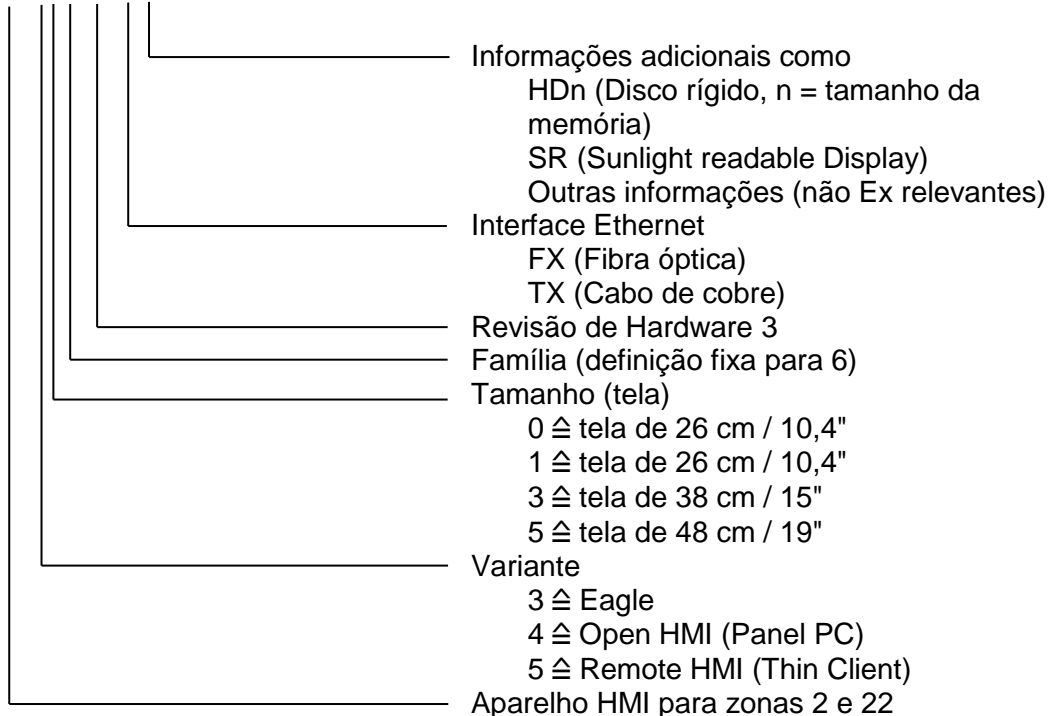 Informações adicionais como
HDn (Disco rígido, n = tamanho da
memória)
SR (Sunlight readable Display)
Outras informações (não Ex relevantes)
Interface Ethernet
FX (Fibra óptica)
TX (Cabo de cobre)
Revisão de Hardware 3
Família (definição fixa para 6)
Tamanho (tela)
0 ≙ tela de 26 cm / 10,4"
1 ≙ tela de 26 cm / 10,4"
3 ≙ tela de 38 cm / 15"
5 ≙ tela de 48 cm / 19"
Variante
3 ≙ Eagle
4 ≙ Open HMI (Panel PC)
5 ≙ Remote HMI (Thin Client)
Aparelho HMI para zonas 2 e 22